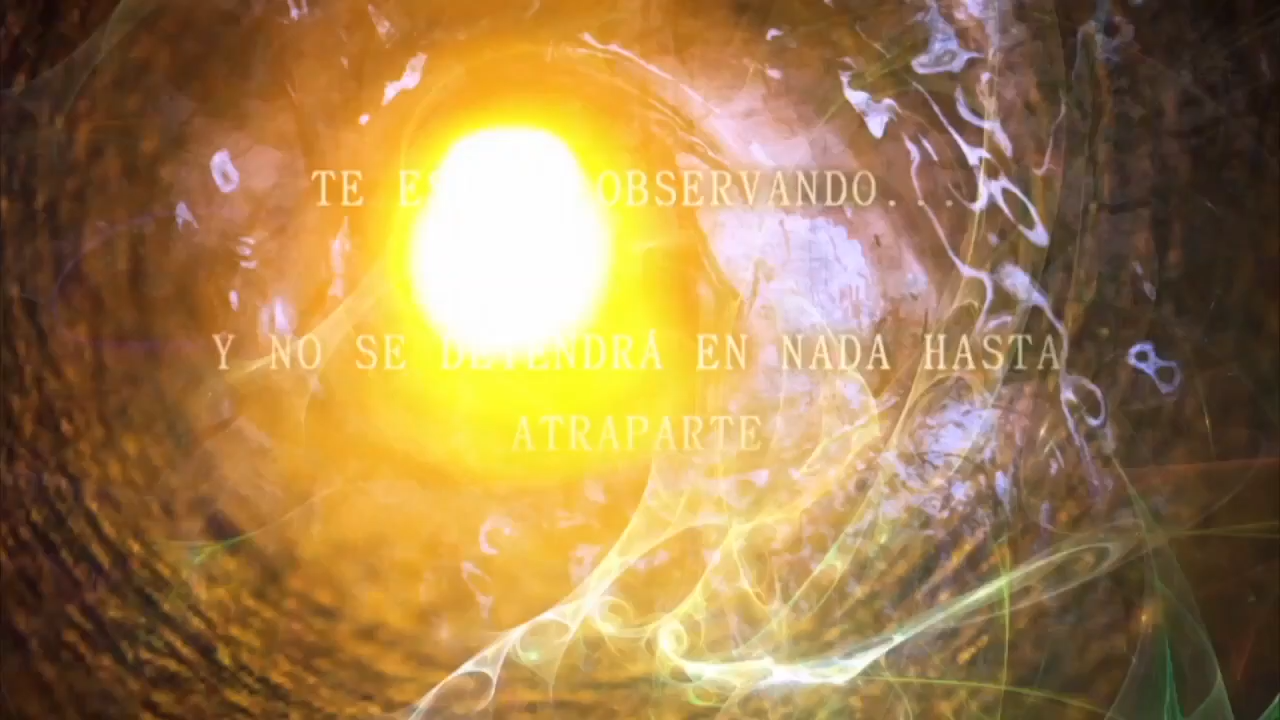 TE OBSERVANDO...
Y NO SE DETENDRÁ EN NADA HASTA
ATRAPARTE